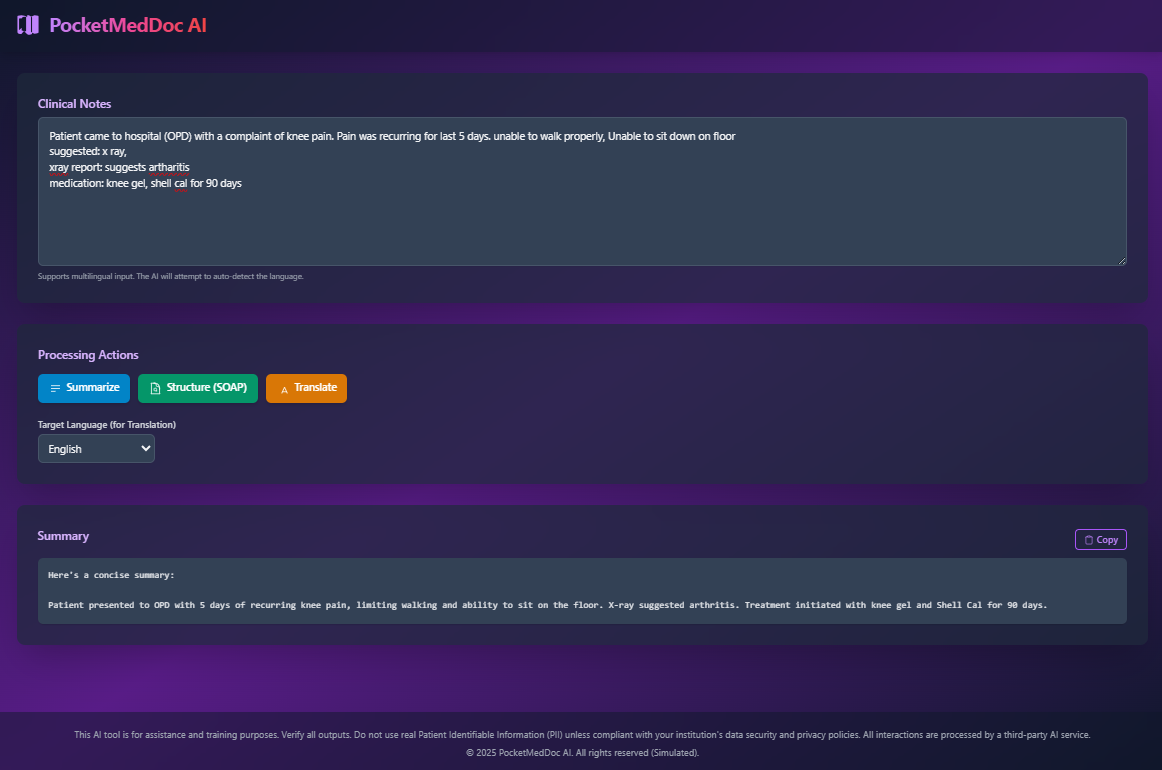 PocketMedDoc AI
Clinical Notes
Patient came to hospital (OPD) with a complaint of knee pain. Pain was recurring for last 5 days. unable to walk properly, Unable to sit down on floor
suggested: x ray,
xray report: suggests artharitis
medication: knee gel, shell cal for 90 days
Supports multilingual input. The AI will attempt to auto-detect the language.
Processing Actions
Summarize Structure (SOAP) A Translate
Target Language (for Translation)
English
Summary
Copy
Here's a concise summary:
Patient presented to OPD with 5 days of recurring knee pain, limiting walking and ability to sit on the floor. X-ray suggested arthritis. Treatment initiated with knee gel and Shell Cal for 90 days.
This AI tool is for assistance and training purposes. Verify all outputs. Do not use real Patient Identifiable Information (PII) unless compliant with your institution's data security and privacy policies. All interactions are processed by a third-party AI service.
© 2025 PocketMedDoc AI. All rights reserved (Simulated).